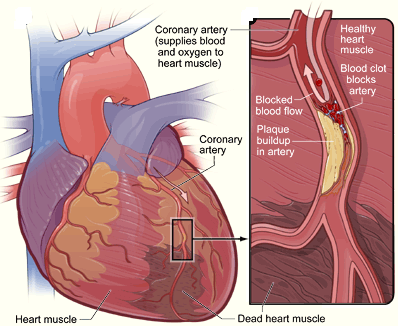 Coronary artery
(supplies blood
and oxygen to
heart muscle)
Coronary
artery
Heart muscle
Healthy
heart
muscle
Blood clot
blocks
artery
Blocked
blood flow
Plaque
buildup
in artery
Dead heart muscle